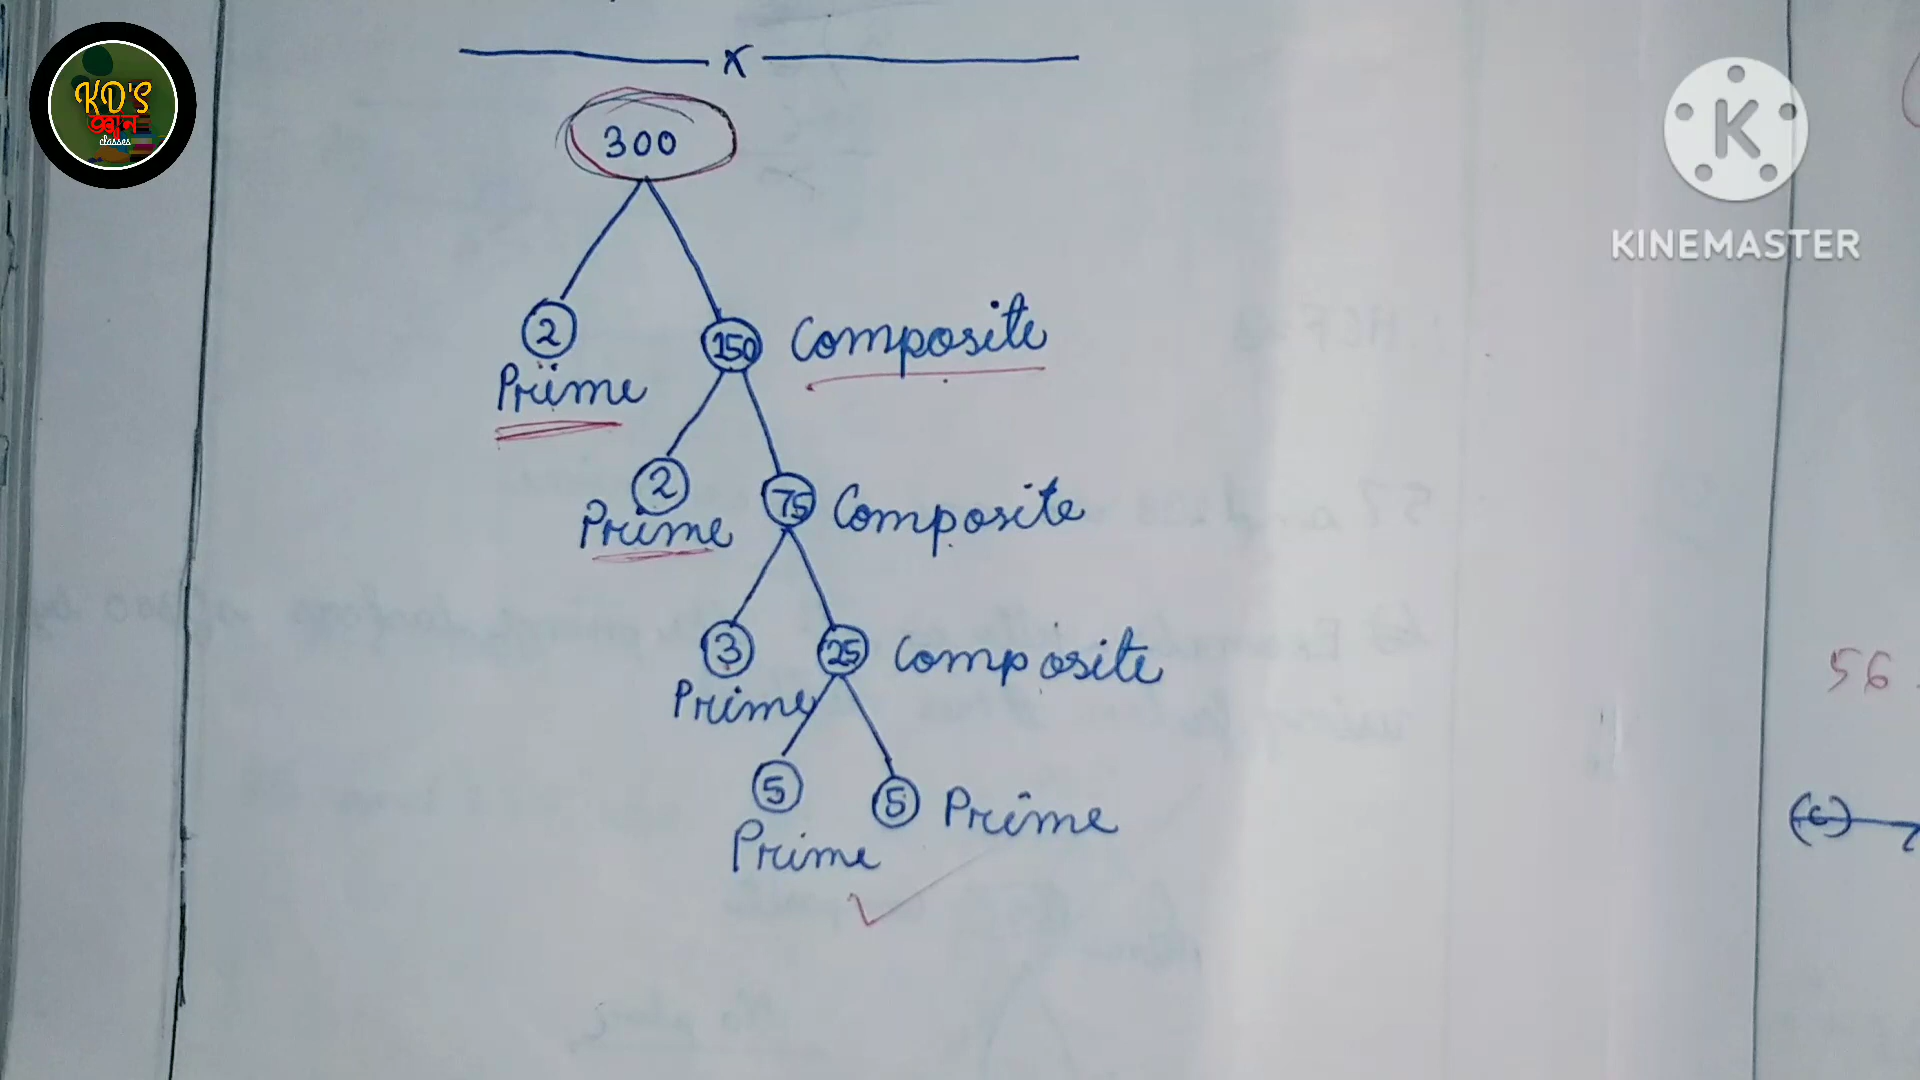 KD'S
জ্ঞান
classes
K
KINEMASTER
x
300
2
150 Composite
Prime
2
75 Composite
Prime
3
25 Composite
Prime
5
5 Prime
Prime
56
(c)